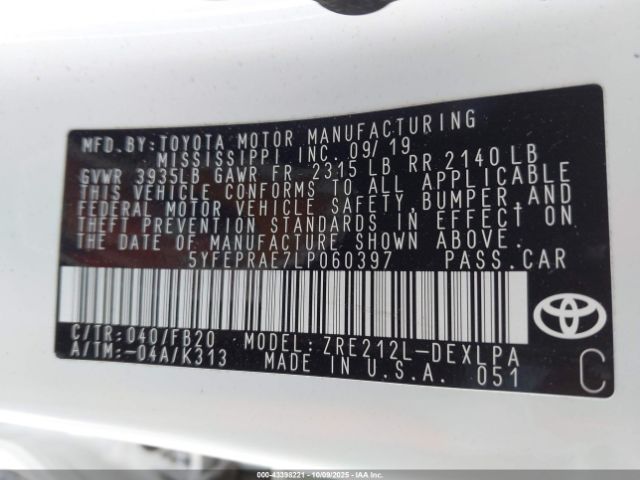 MFD.BY: TOYOTA MOTOR MANUFACTURING
MISSISSIPPI INC. 09/19
GVWR 3935LB GAWR FR 2315 LB RR 2140 LB
THIS VEHICLE CONFORMS TO ALL APPLICABLE
FEDERAL MOTOR VEHICLE SAFETY, BUMPER, AND
THEFT PREVENTION STANDARDS IN EFFECT ON
THE DATE OF MANUFACTURE SHOWN ABOVE.
5YFEPRAE7LP060397 PASS.CAR
C/TR: 040/FB20 MODEL: ZRE212L-DEXLPA
A/TM: -04A/K313 MADE IN U.S.A. 051
TOYOTA
C
000-43398221 - 10/09/2025 - IAAI.com